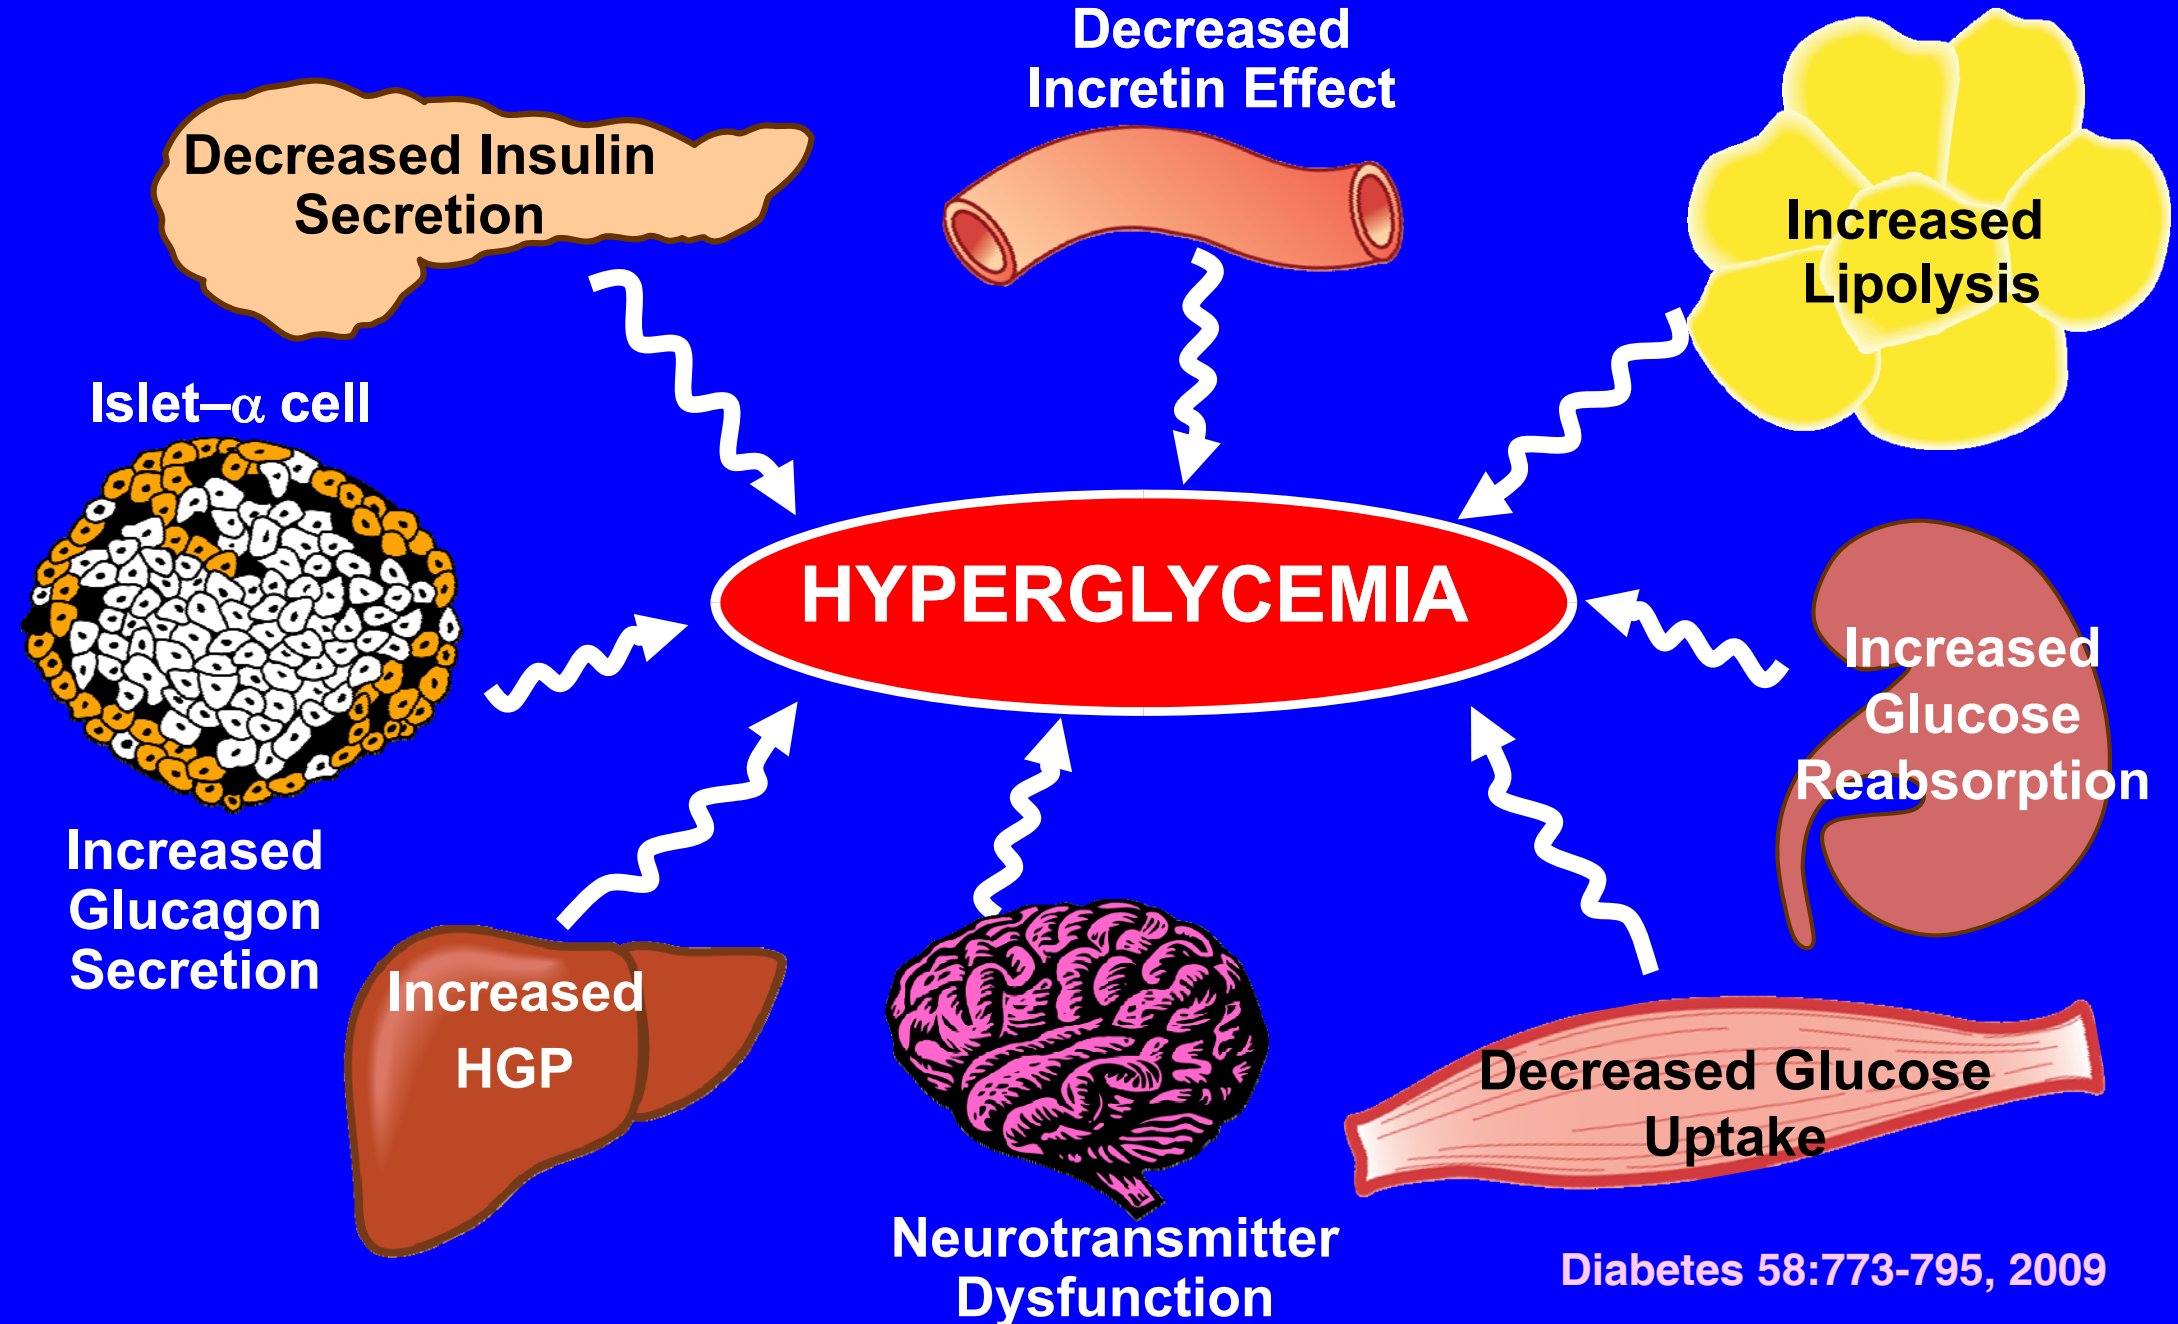 Decreased
Incretin Effect
Decreased Insulin
Secretion
Increased
Lipolysis
Islet–α cell
HYPERGLYCEMIA
Increased
Glucose
Reabsorption
Increased
Glucagon
Secretion
Increased
HGP
Decreased Glucose
Uptake
Neurotransmitter
Dysfunction
Diabetes 58:773-795, 2009